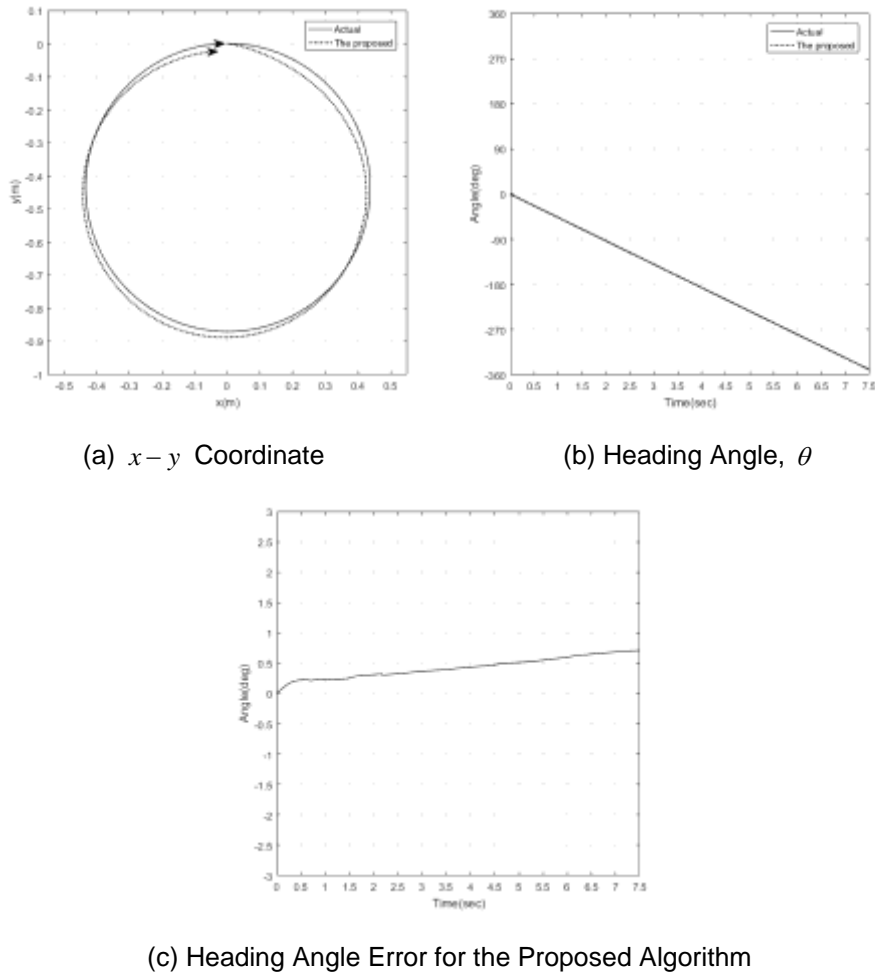 0.1
0
-0.1
-0.2
-0.3
-0.4
-0.5
-0.6
-0.7
-0.8
-0.9
-1
y(m)
-0.5 -0.4 -0.3 -0.2 -0.1 0 0.1 0.2 0.3 0.4 0.5
x(m)
Actual
The proposed
(a) x − y Coordinate
360
270
180
90
0
-90
-180
-270
-360
Angle(deg)
0 0.5 1 1.5 2 2.5 3 3.5 4 4.5 5 5.5 6 6.5 7 7.5
Time(sec)
Actual
The proposed
(b) Heading Angle, θ
3
2.5
2
1.5
1
0.5
0
-0.5
-1
-1.5
-2
-2.5
-3
Angle(deg)
0 0.5 1 1.5 2 2.5 3 3.5 4 4.5 5 5.5 6 6.5 7 7.5
Time(sec)
(c) Heading Angle Error for the Proposed Algorithm